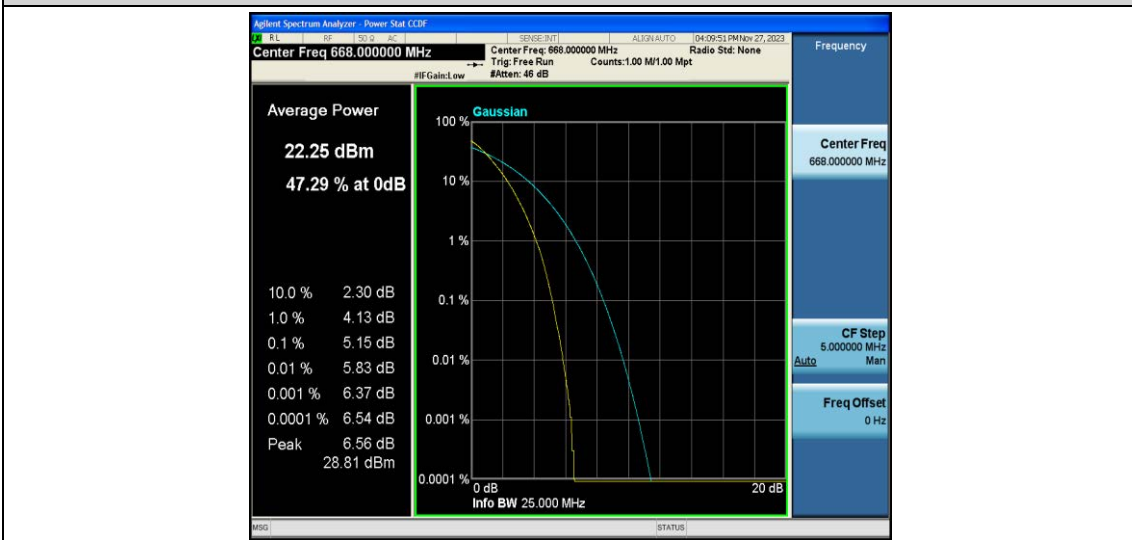 Agilent Spectrum Analyzer - Power Stat CCDF
LXI RL RF 50 Ω AC SENSE:INT ALIGN AUTO 04:09:51 PM Nov 27, 2023
Center Freq 668.000000 MHz
Center Freq: 668.000000 MHz Radio Std: None
Trig: Free Run Counts:1.00 M/1.00 Mpt
#IFGain:Low #Atten: 46 dB
Frequency
Average Power
22.25 dBm
47.29 % at 0dB
10.0 % 2.30 dB
1.0 % 4.13 dB
0.1 % 5.15 dB
0.01 % 5.83 dB
0.001 % 6.37 dB
0.0001 % 6.54 dB
Peak 6.56 dB
28.81 dBm
Gaussian
100 %
10 %
1 %
0.1 %
0.01 %
0.001 %
0.0001 %
0 dB 20 dB
Info BW 25.000 MHz
Center Freq
668.000000 MHz
CF Step
5.000000 MHz
Auto Man
Freq Offset
0 Hz
MSG STATUS